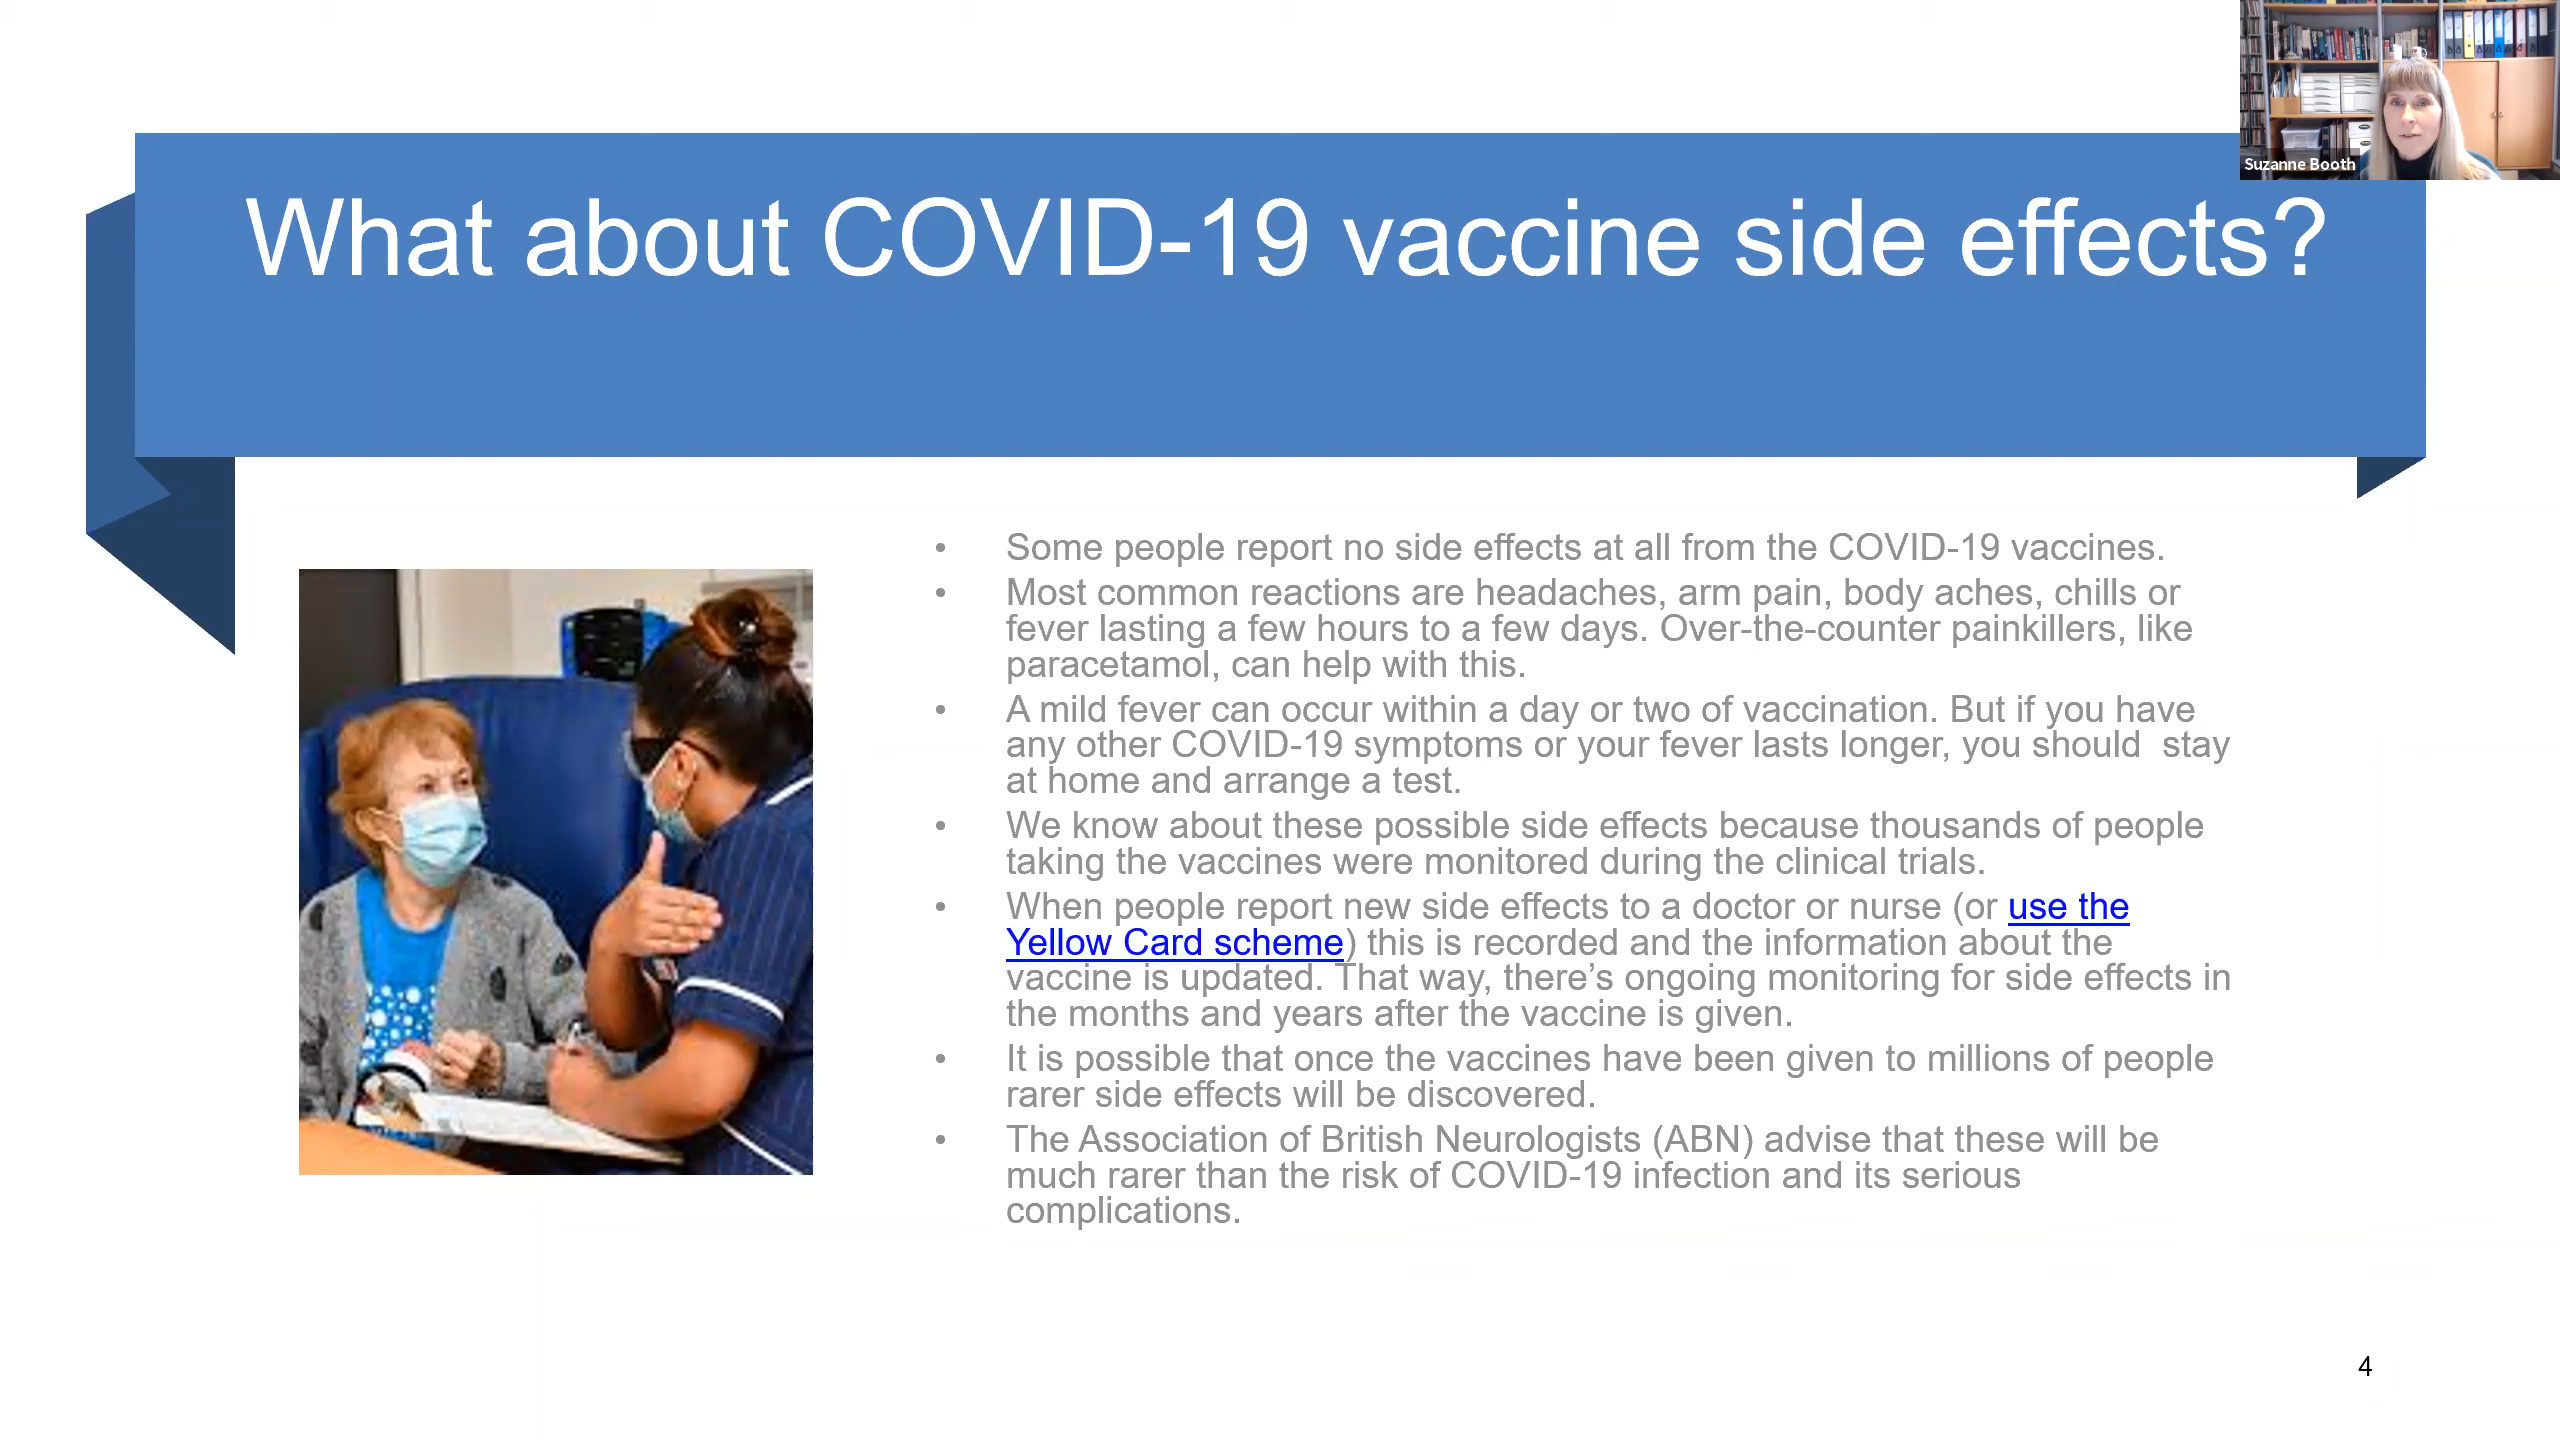 Suzanne Booth
What about COVID-19 vaccine side effects?
• Some people report no side effects at all from the COVID-19 vaccines.
• Most common reactions are headaches, arm pain, body aches, chills or
fever lasting a few hours to a few days. Over-the-counter painkillers, like
paracetamol, can help with this.
• A mild fever can occur within a day or two of vaccination. But if you have
any other COVID-19 symptoms or your fever lasts longer, you should  stay
at home and arrange a test.
• We know about these possible side effects because thousands of people
taking the vaccines were monitored during the clinical trials.
• When people report new side effects to a doctor or nurse (or use the
Yellow Card scheme) this is recorded and the information about the
vaccine is updated. That way, there’s ongoing monitoring for side effects in
the months and years after the vaccine is given.
• It is possible that once the vaccines have been given to millions of people
rarer side effects will be discovered.
• The Association of British Neurologists (ABN) advise that these will be
much rarer than the risk of COVID-19 infection and its serious
complications.
4